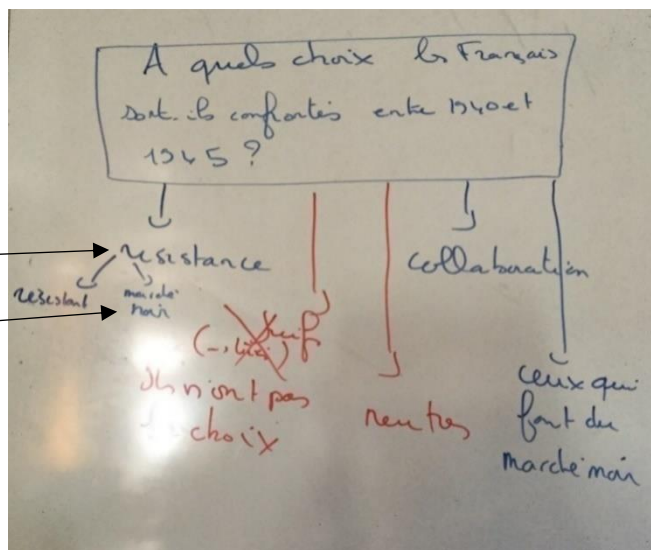 A quels choix les Français
sont-ils confrontés entre 1940 et
1945 ?
résistance
collaboration
résistant
marché
noir
Juif
Ils n'ont pas
choix
neutres
ceux qui
font du
marché noir